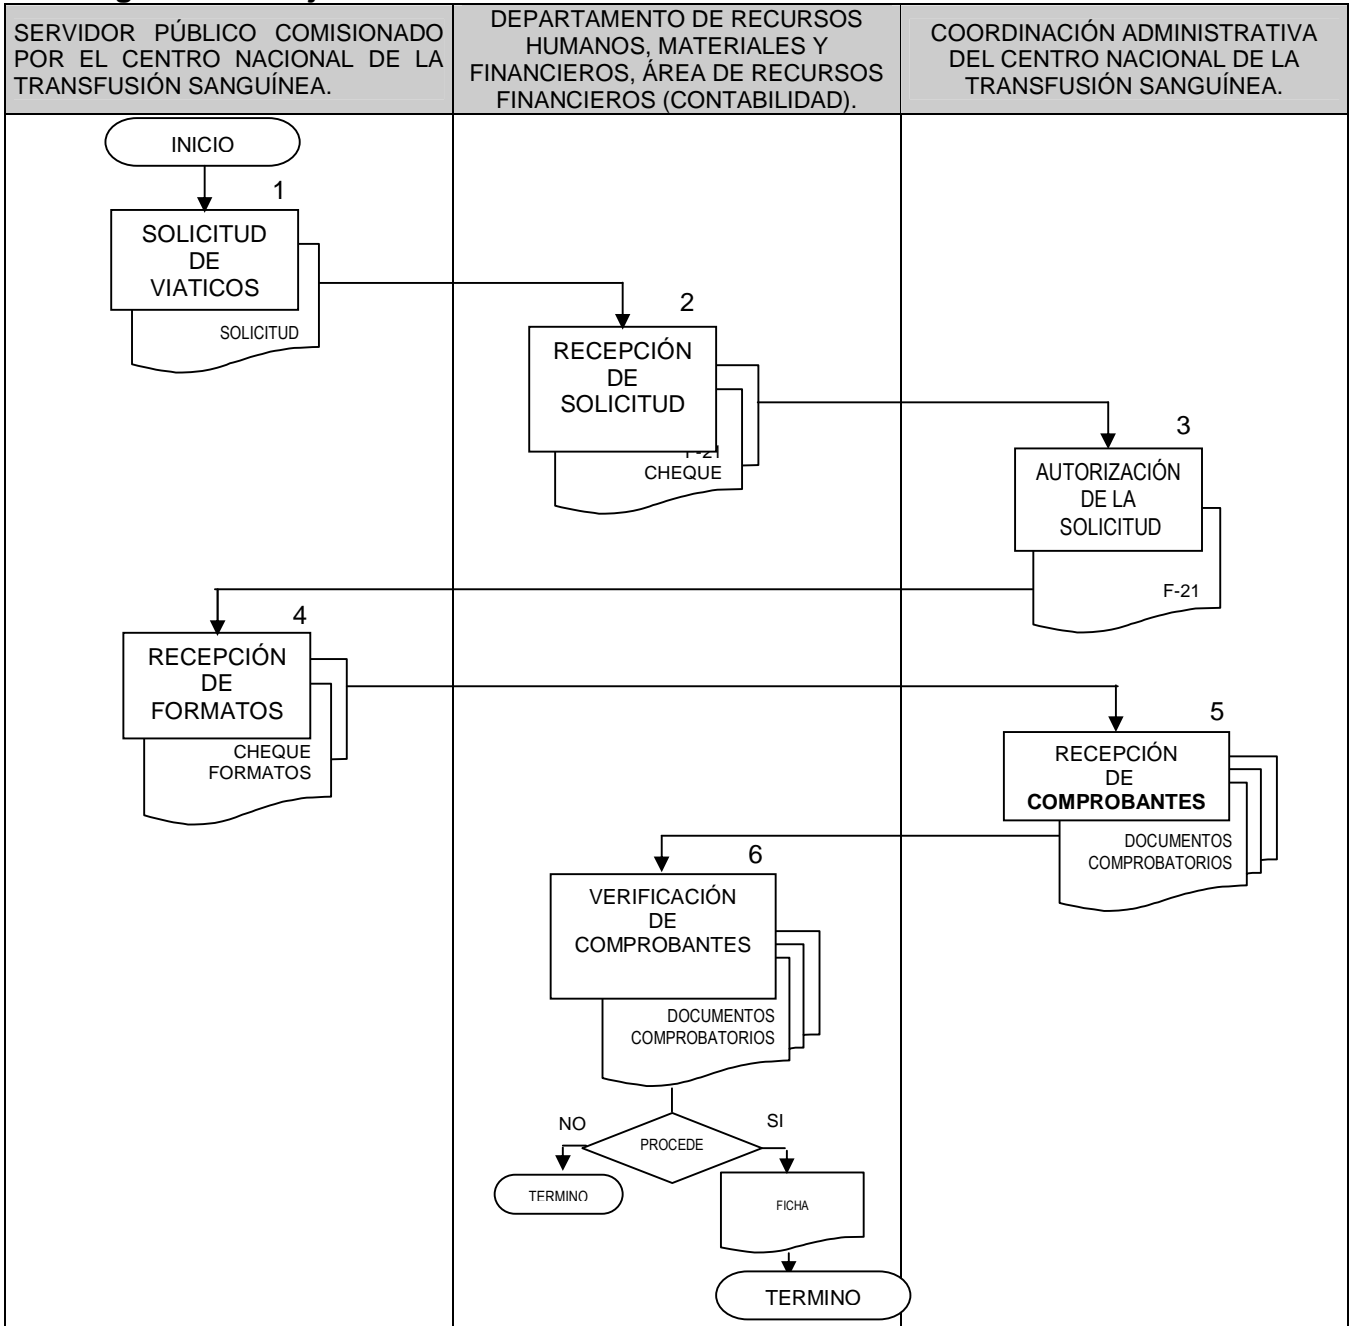 SERVIDOR PÚBLICO COMISIONADO
POR EL CENTRO NACIONAL DE LA
TRANSFUSIÓN SANGUÍNEA.
DEPARTAMENTO DE RECURSOS
HUMANOS, MATERIALES Y
FINANCIEROS, ÁREA DE RECURSOS
FINANCIEROS (CONTABILIDAD).
COORDINACIÓN ADMINISTRATIVA
DEL CENTRO NACIONAL DE LA
TRANSFUSIÓN SANGUÍNEA.
INICIO
1
SOLICITUD
DE
VIATICOS
SOLICITUD
2
RECEPCIÓN
DE
SOLICITUD
F-21
CHEQUE
3
AUTORIZACIÓN
DE LA
SOLICITUD
F-21
4
RECEPCIÓN
DE
FORMATOS
CHEQUE
FORMATOS
5
RECEPCIÓN
DE
COMPROBANTES
DOCUMENTOS
COMPROBATORIOS
6
VERIFICACIÓN
DE
COMPROBANTES
DOCUMENTOS
COMPROBATORIOS
NO
PROCEDE
SI
TERMINO
FICHA
TERMINO